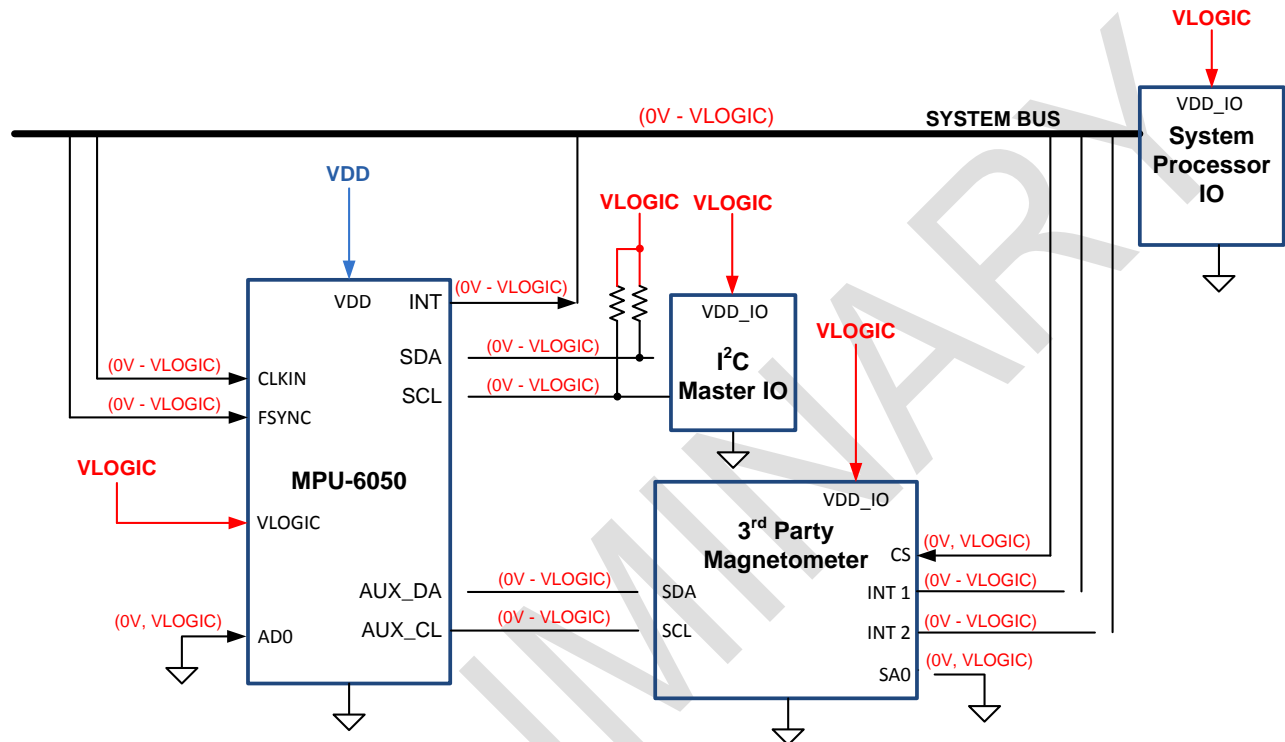 VLOGIC
VDD_IO
System
Processor
IO
(0V - VLOGIC)
SYSTEM BUS
VDD
VLOGIC
VLOGIC
VDD
INT
(0V - VLOGIC)
VDD_IO
I²C
Master IO
SDA
(0V - VLOGIC)
SCL
(0V - VLOGIC)
(0V - VLOGIC)
CLKIN
(0V - VLOGIC)
FSYNC
MPU-6050
VLOGIC
VLOGIC
VLOGIC
VDD_IO
3rd Party
Magnetometer
CS
(0V, VLOGIC)
INT 1
(0V - VLOGIC)
INT 2
(0V - VLOGIC)
SA0
(0V, VLOGIC)
AUX_DA
(0V - VLOGIC)
SDA
AUX_CL
(0V - VLOGIC)
SCL
(0V, VLOGIC)
AD0
IMINARY